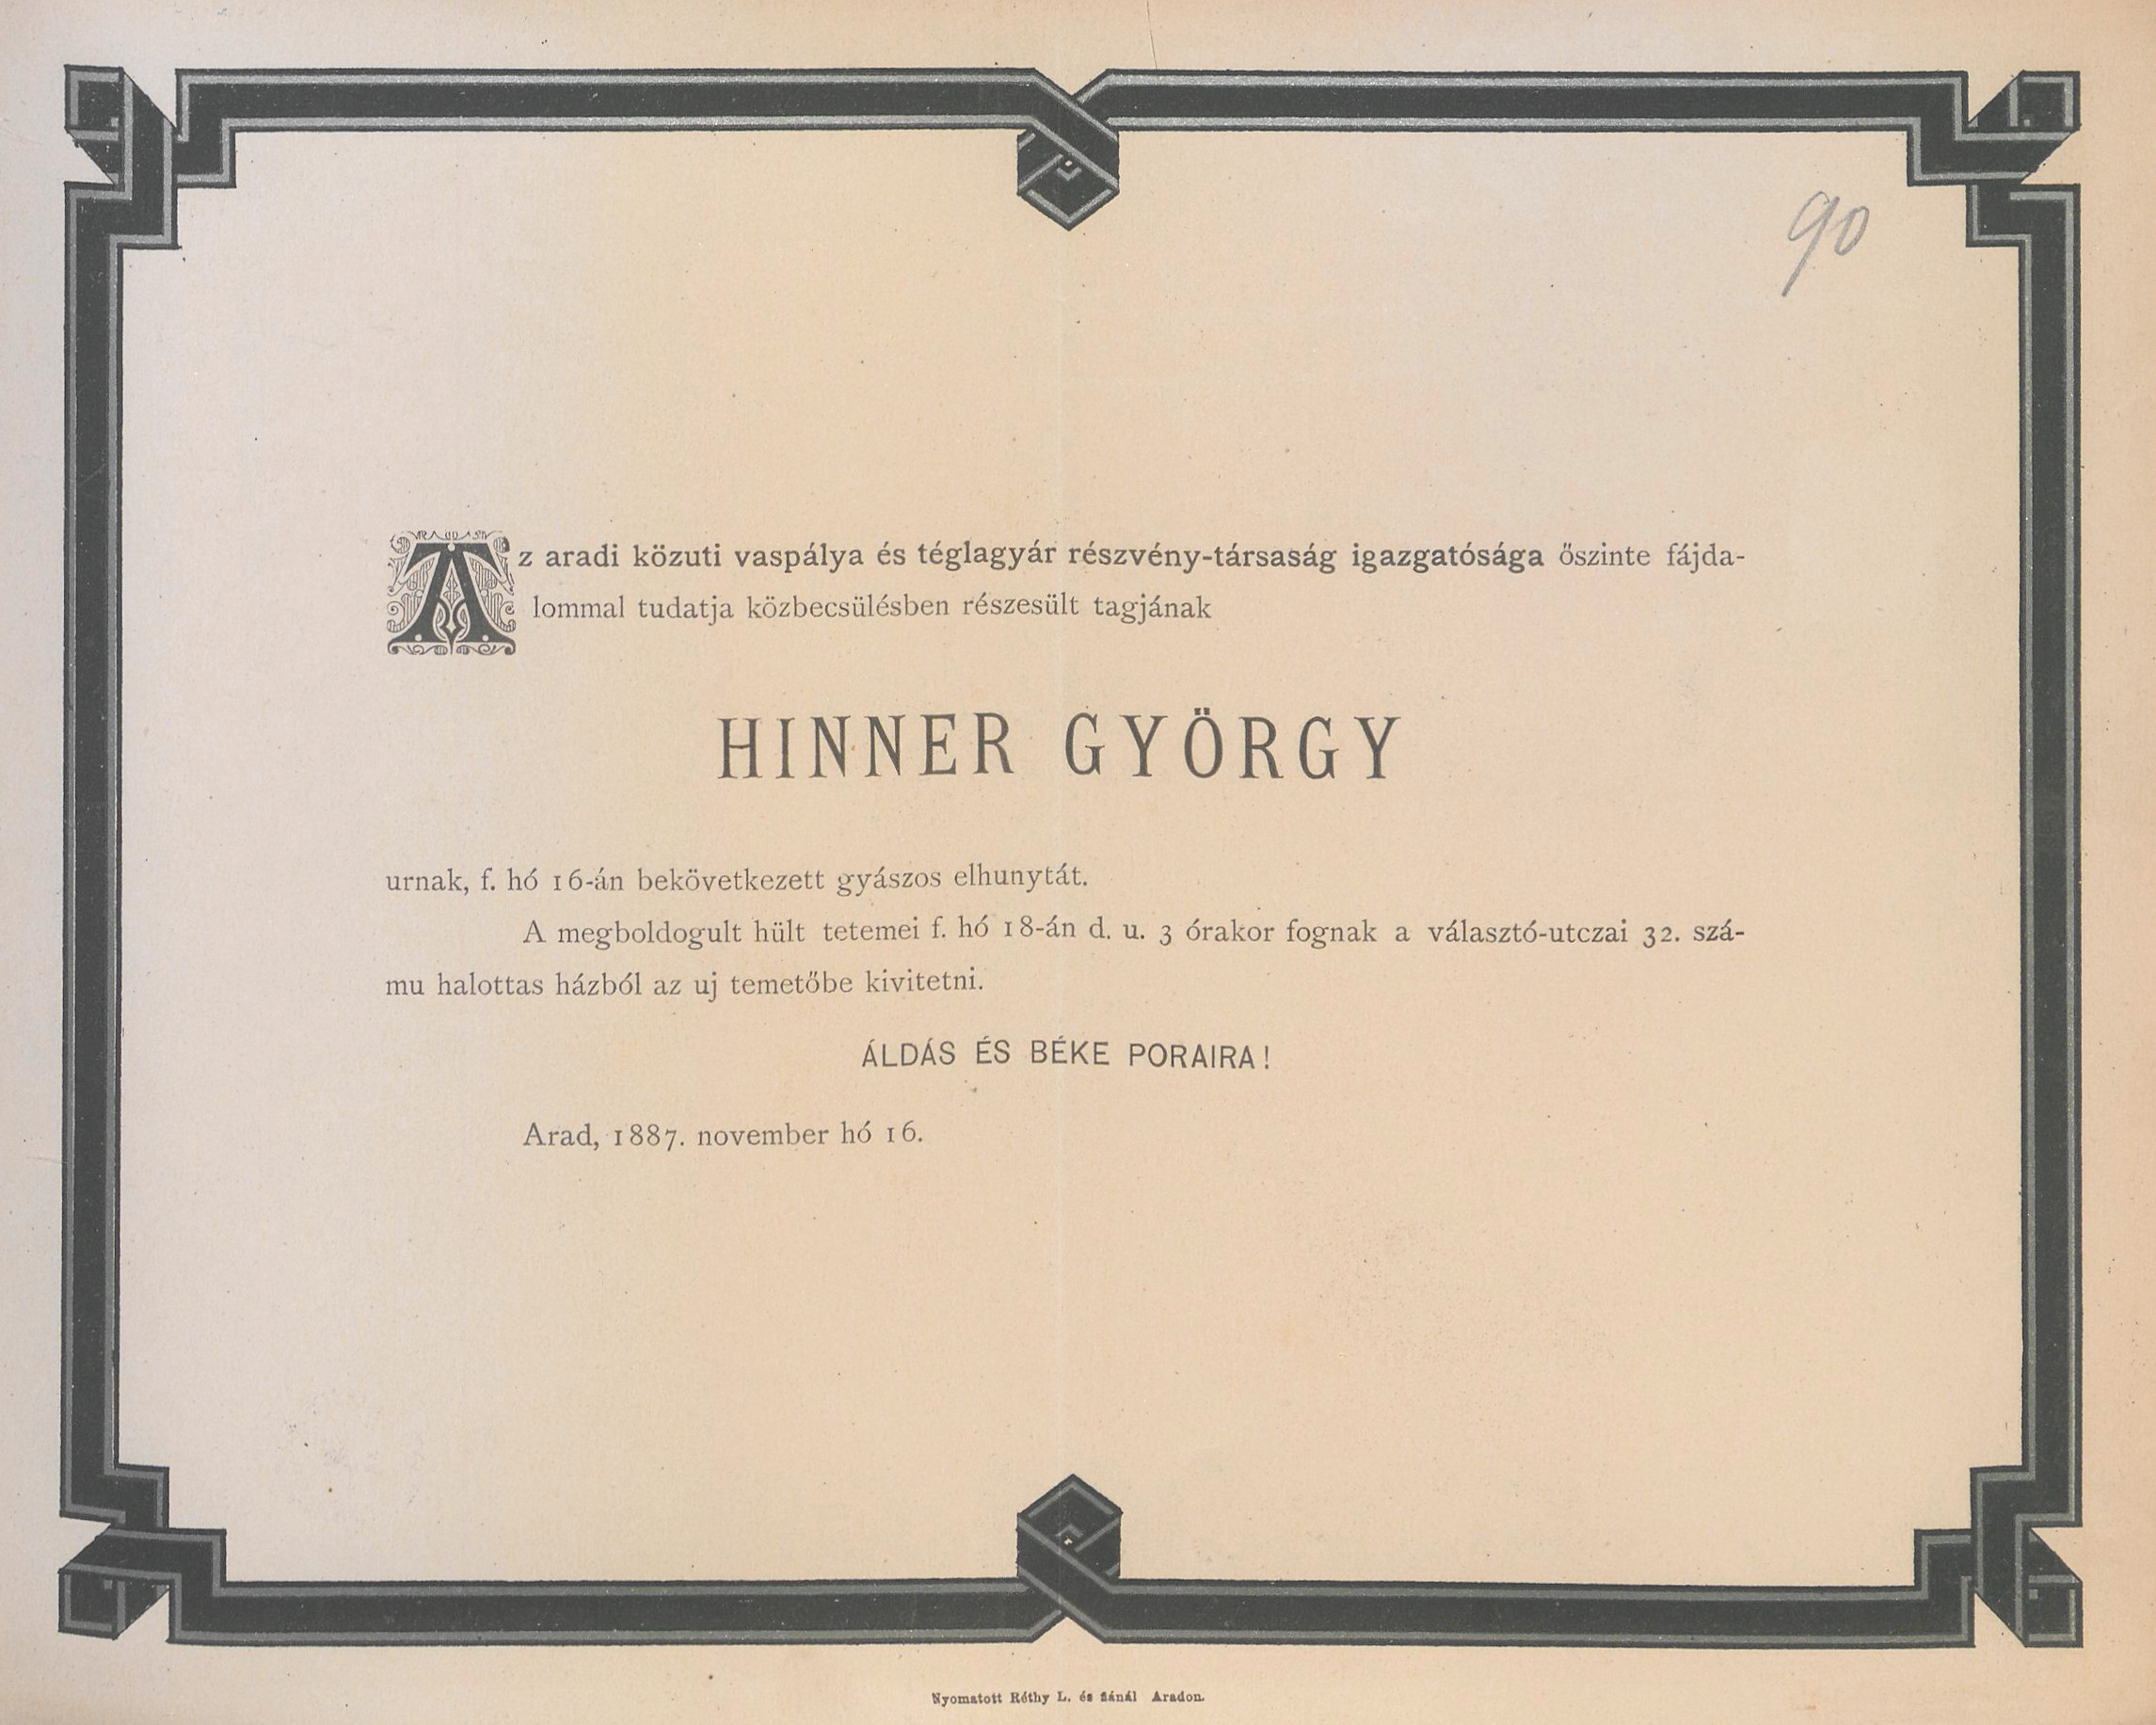 90
Az aradi közuti vaspálya és téglagyár részvény-társaság igazgatósága őszinte fájda-
lommal tudatja közbecsülésben részesült tagjának
HINNER GYÖRGY
urnak, f. hó 16-án bekövetkezett gyászos elhunytát.
A megboldogult hült tetemei f. hó 18-án d. u. 3 órakor fognak a választó-utczai 32. szá-
mu halottas házból az uj temetőbe kivitetni.
ÁLDÁS ÉS BÉKE PORAIRA!
Arad, 1887. november hó 16.
Nyomatott Réthy L. és fiánál Aradon.